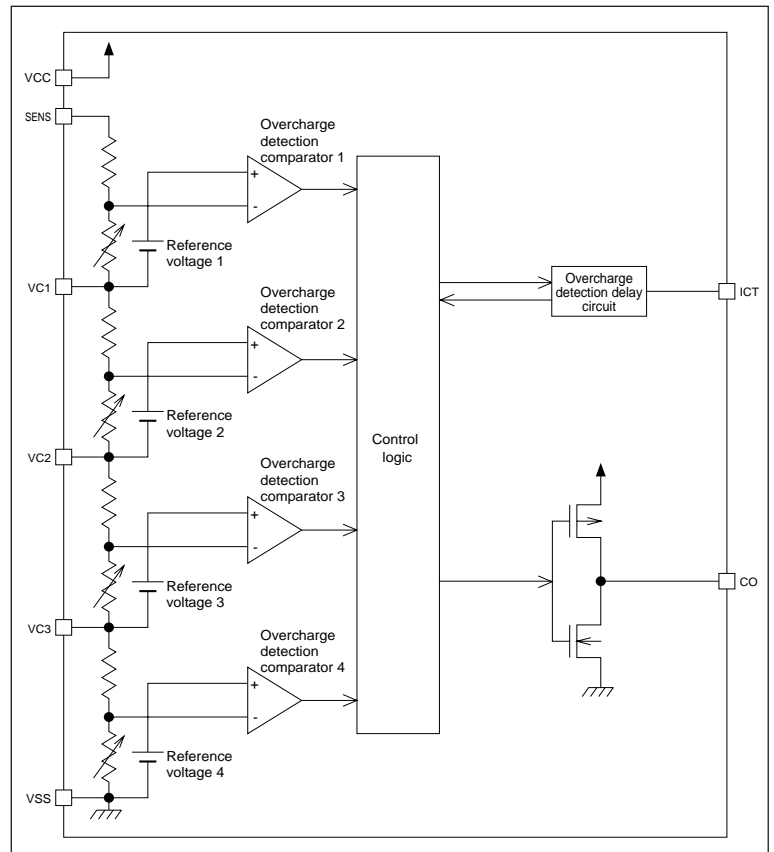 VCC
SENS
Overcharge
detection
comparator 1
+
-
Reference
voltage 1
VC1
Overcharge
detection
comparator 2
+
-
Reference
voltage 2
VC2
Overcharge
detection
comparator 3
+
-
Reference
voltage 3
VC3
Overcharge
detection
comparator 4
+
-
Reference
voltage 4
VSS
Control
logic
Overcharge
detection delay
circuit
ICT
CO